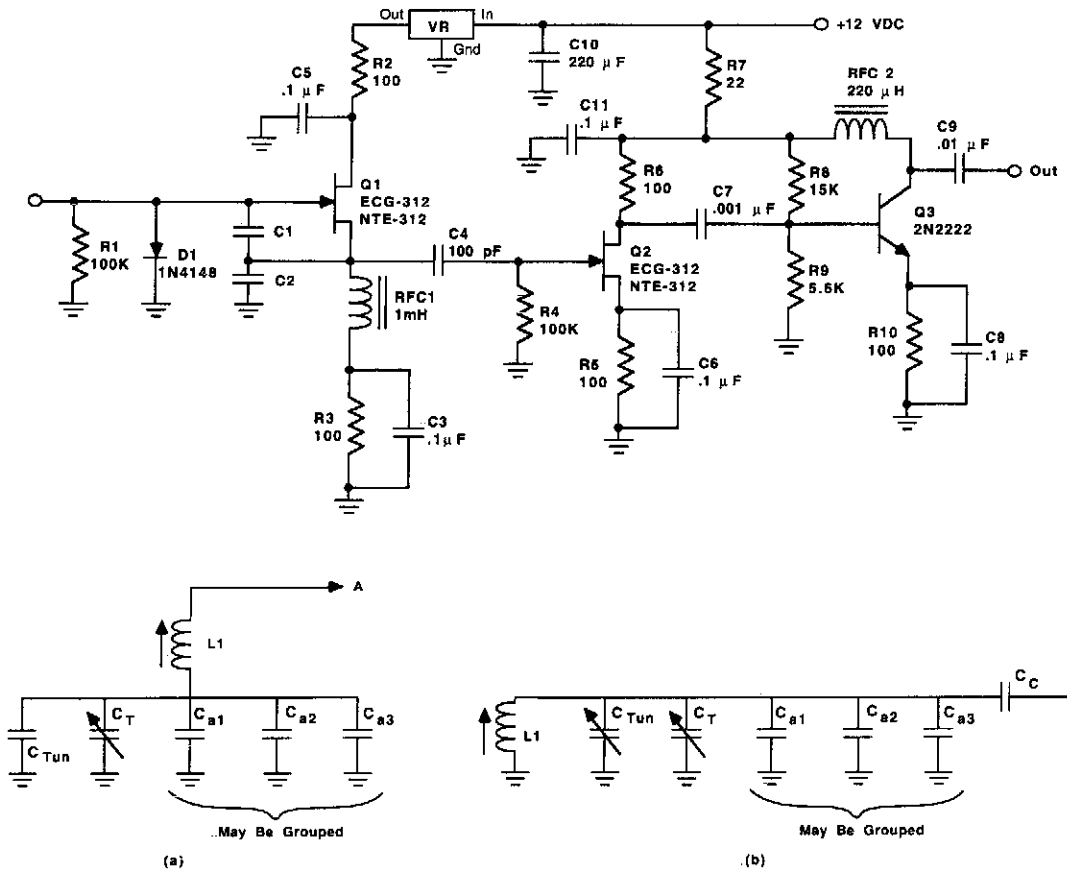 Out
VR
In
Gnd
+12 VDC
R2
100
C10
220 µF
R7
22
RFC 2
220 µH
C5
.1 µF
C11
.1 µF
C9
.01 µF
Out
R6
100
R8
15K
Q1
ECG-312
NTE-312
C7
.001 µF
Q3
2N2222
R1
100K
D1
1N4148
C1
C2
C4
100 pF
Q2
ECG-312
NTE-312
RFC1
1mH
R4
100K
R9
5.6K
R5
100
C6
.1 µF
R10
100
C8
.1 µF
R3
100
C3
.1µF
A
L1
C Tun
C T
C a1
C a2
C a3
May Be Grouped
(a)
L1
C Tun
C T
C a1
C a2
C a3
C C
May Be Grouped
(b)